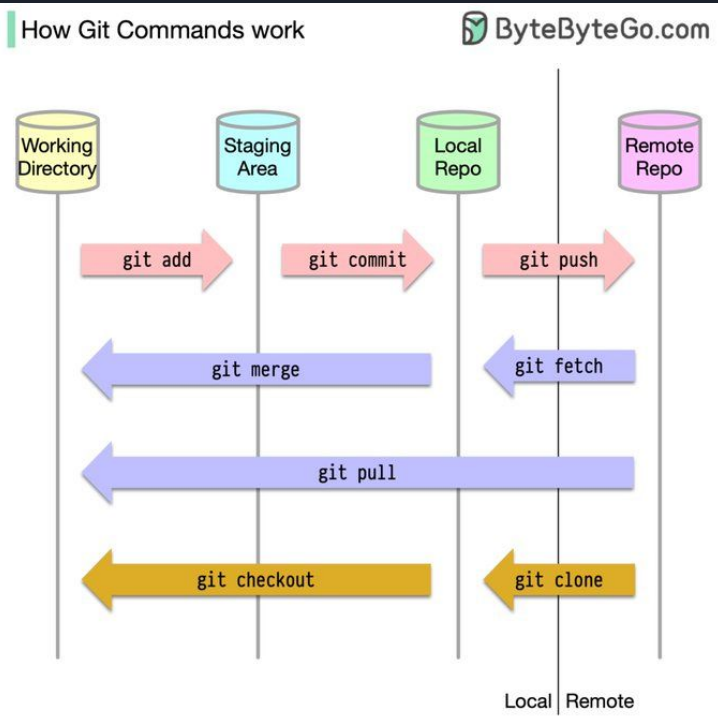 How Git Commands work
ByteByteGo.com
Working
Directory
Staging
Area
Local
Repo
Remote
Repo
git add
git commit
git push
git merge
git fetch
git pull
git checkout
git clone
Local
Remote